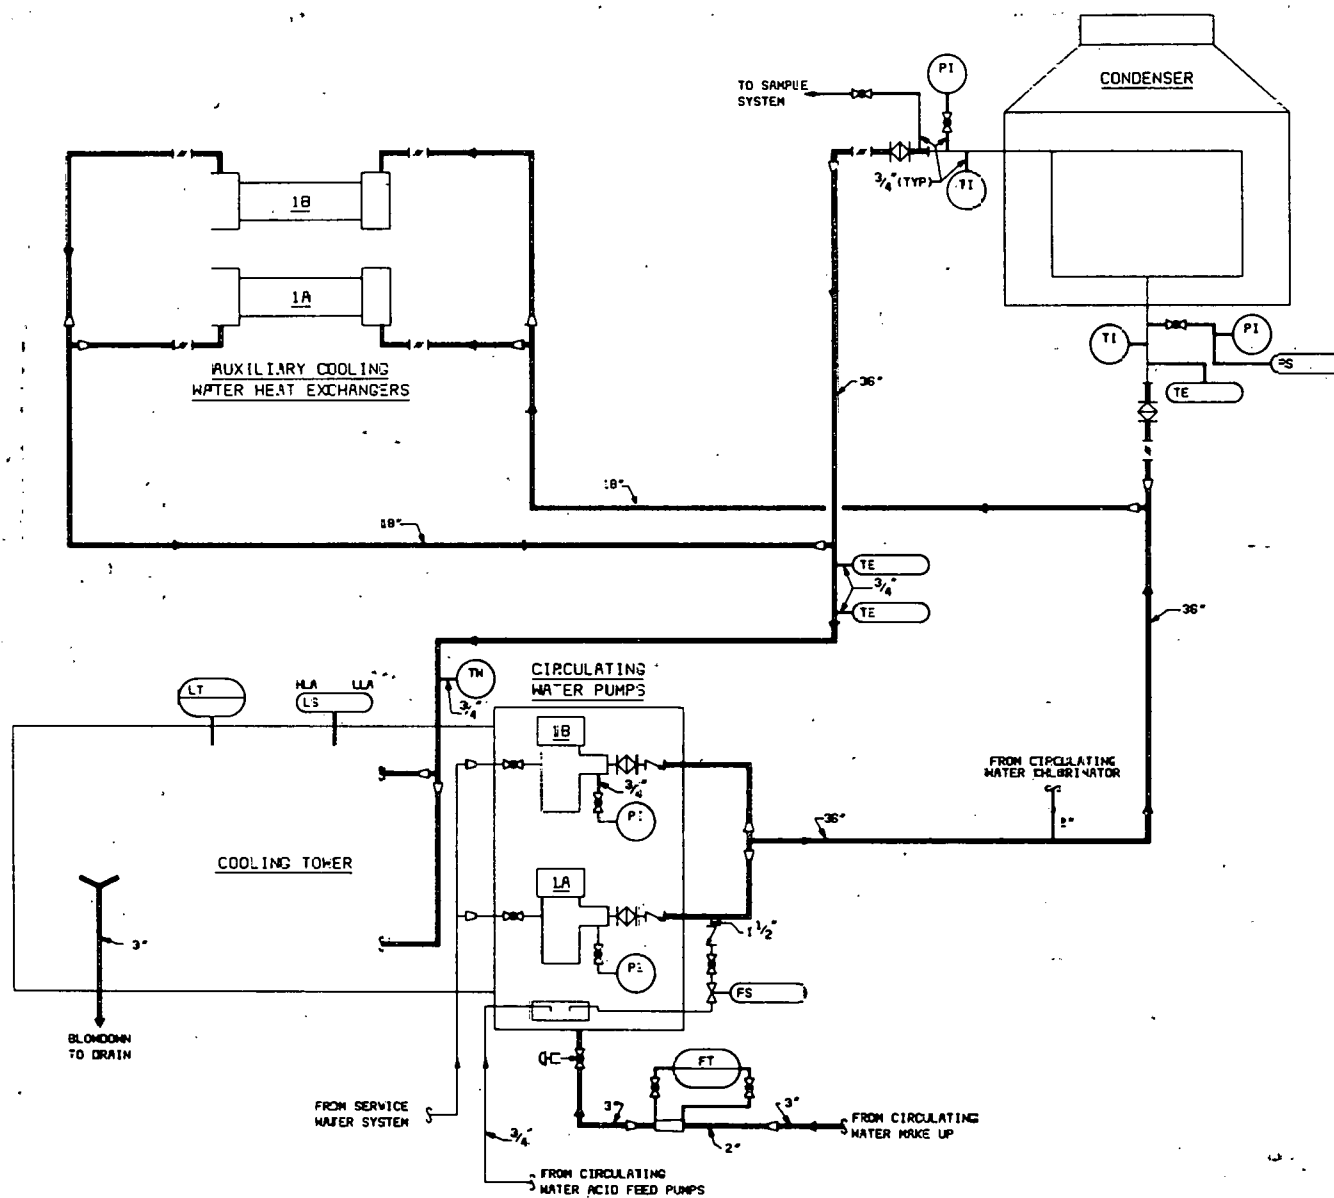 PI
TO SAMPLE
SYSTEM
CONDENSER
3/4" (TYP)
TI
1B
1A
AUXILIARY COOLING
WATER HEAT EXCHANGERS
TI
PI
PS
TE
36"
18"
18"
TE
3/4"
TE
36"
CIRCULATING
WATER PUMPS
TW
3/4"
LT
HLA LLA
LS
1B
3/4"
PI
FROM CIRCULATING
WATER CHLORINATOR
36"
COOLING TOWER
1A
1 1/2"
3"
PI
FS
BLOWDOWN
TO DRAIN
FT
FROM SERVICE
WATER SYSTEM
3"
3"
FROM CIRCULATING
WATER MAKE UP
2"
3/4"
FROM CIRCULATING
WATER ACID FEED PUMPS